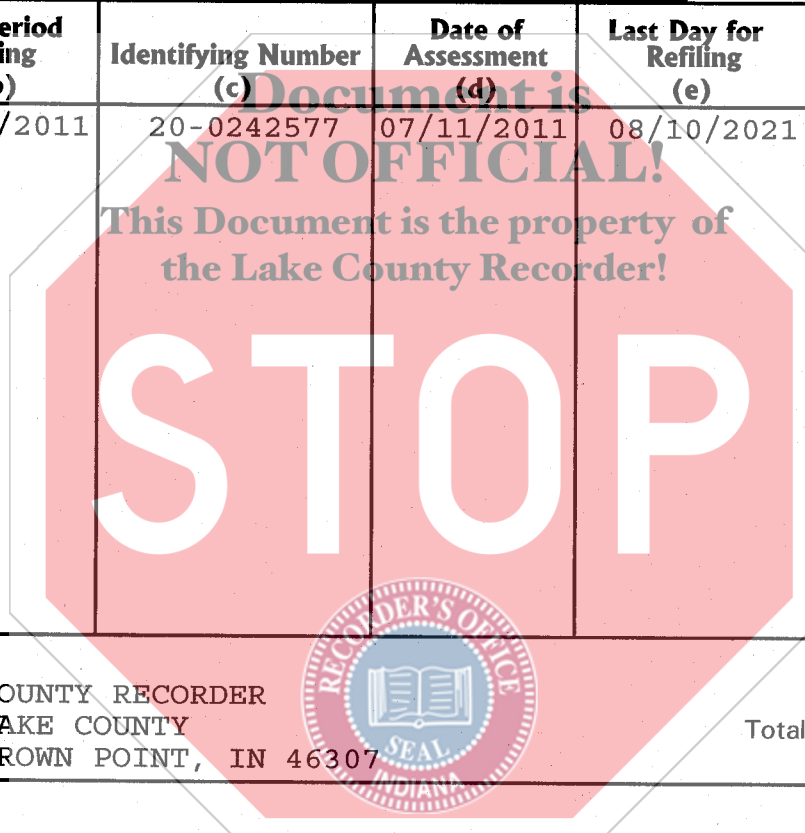 eriod
ing
)
Identifying Number
(c)
Date of
Assessment
(d)
Last Day for
Refiling
(e)
/2011 20-0242577 07/11/2011 08/10/2021
Document is
NOT OFFICIAL!
This Document is the property of
the Lake County Recorder!
STOP
RECORDER'S OFFICE
SEAL
INDIANA
OUNTY RECORDER
AKE COUNTY
ROWN POINT, IN 46307
Total